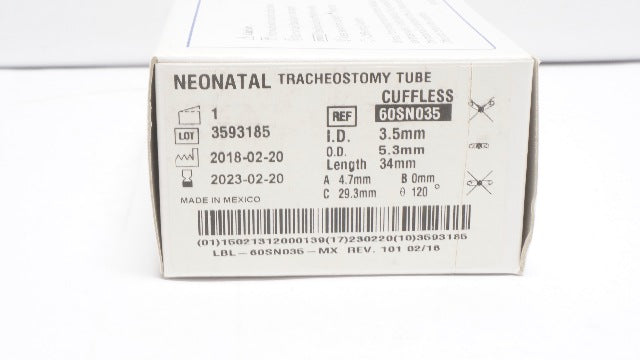 NEONATAL TRACHEOSTOMY TUBE
CUFFLESS
1
REF 60SN035
LOT 3593185
I.D. 3.5mm
O.D. 5.3mm
2018-02-20
Length 34mm
2023-02-20
A 4.7mm B 0mm
C 29.3mm θ 120 °
MADE IN MEXICO
(01)15021312000139(17)230220(10)3593185
LBL-60SN035-MX REV. 101 02/16